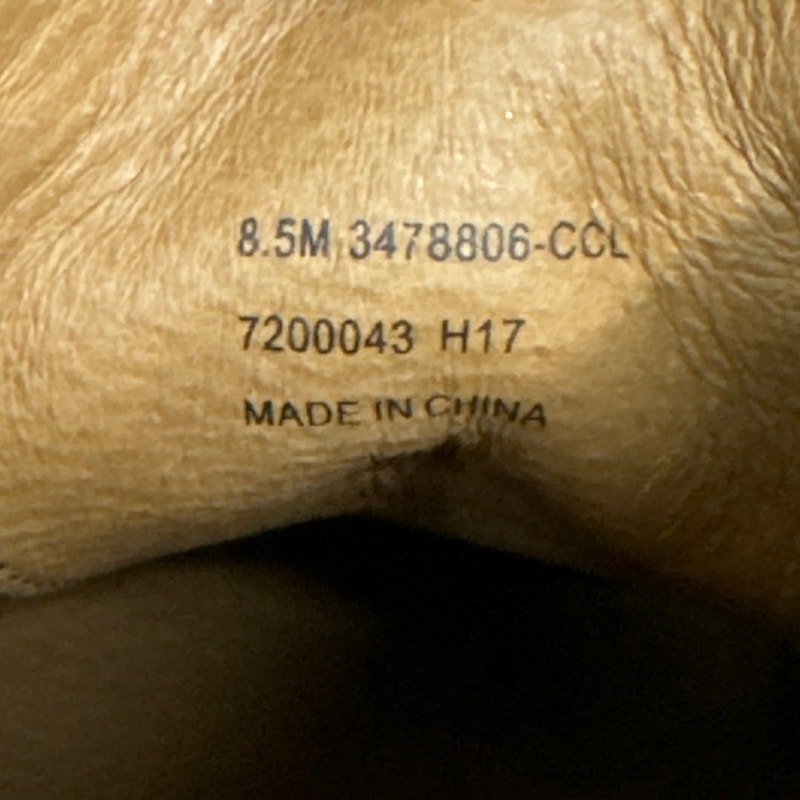 8.5M 3478806-CCL
7200043 H17
MADE IN CHINA